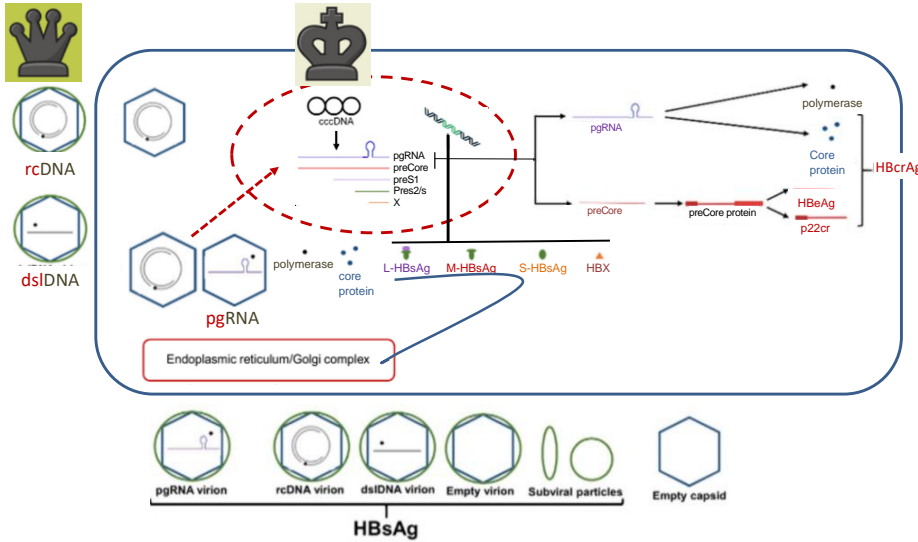 rcDNA
dslDNA
cccDNA
pgRNA
preCore
preS1
Pres2/s
X
pgRNA
polymerase
Core
protein
HBcrAg
preCore
preCore protein
HBeAg
p22cr
polymerase
core
protein
L-HBsAg
M-HBsAg
S-HBsAg
HBX
pgRNA
Endoplasmic reticulum/Golgi complex
pgRNA virion
rcDNA virion
dslDNA virion
Empty virion
Subviral particles
Empty capsid
HBsAg